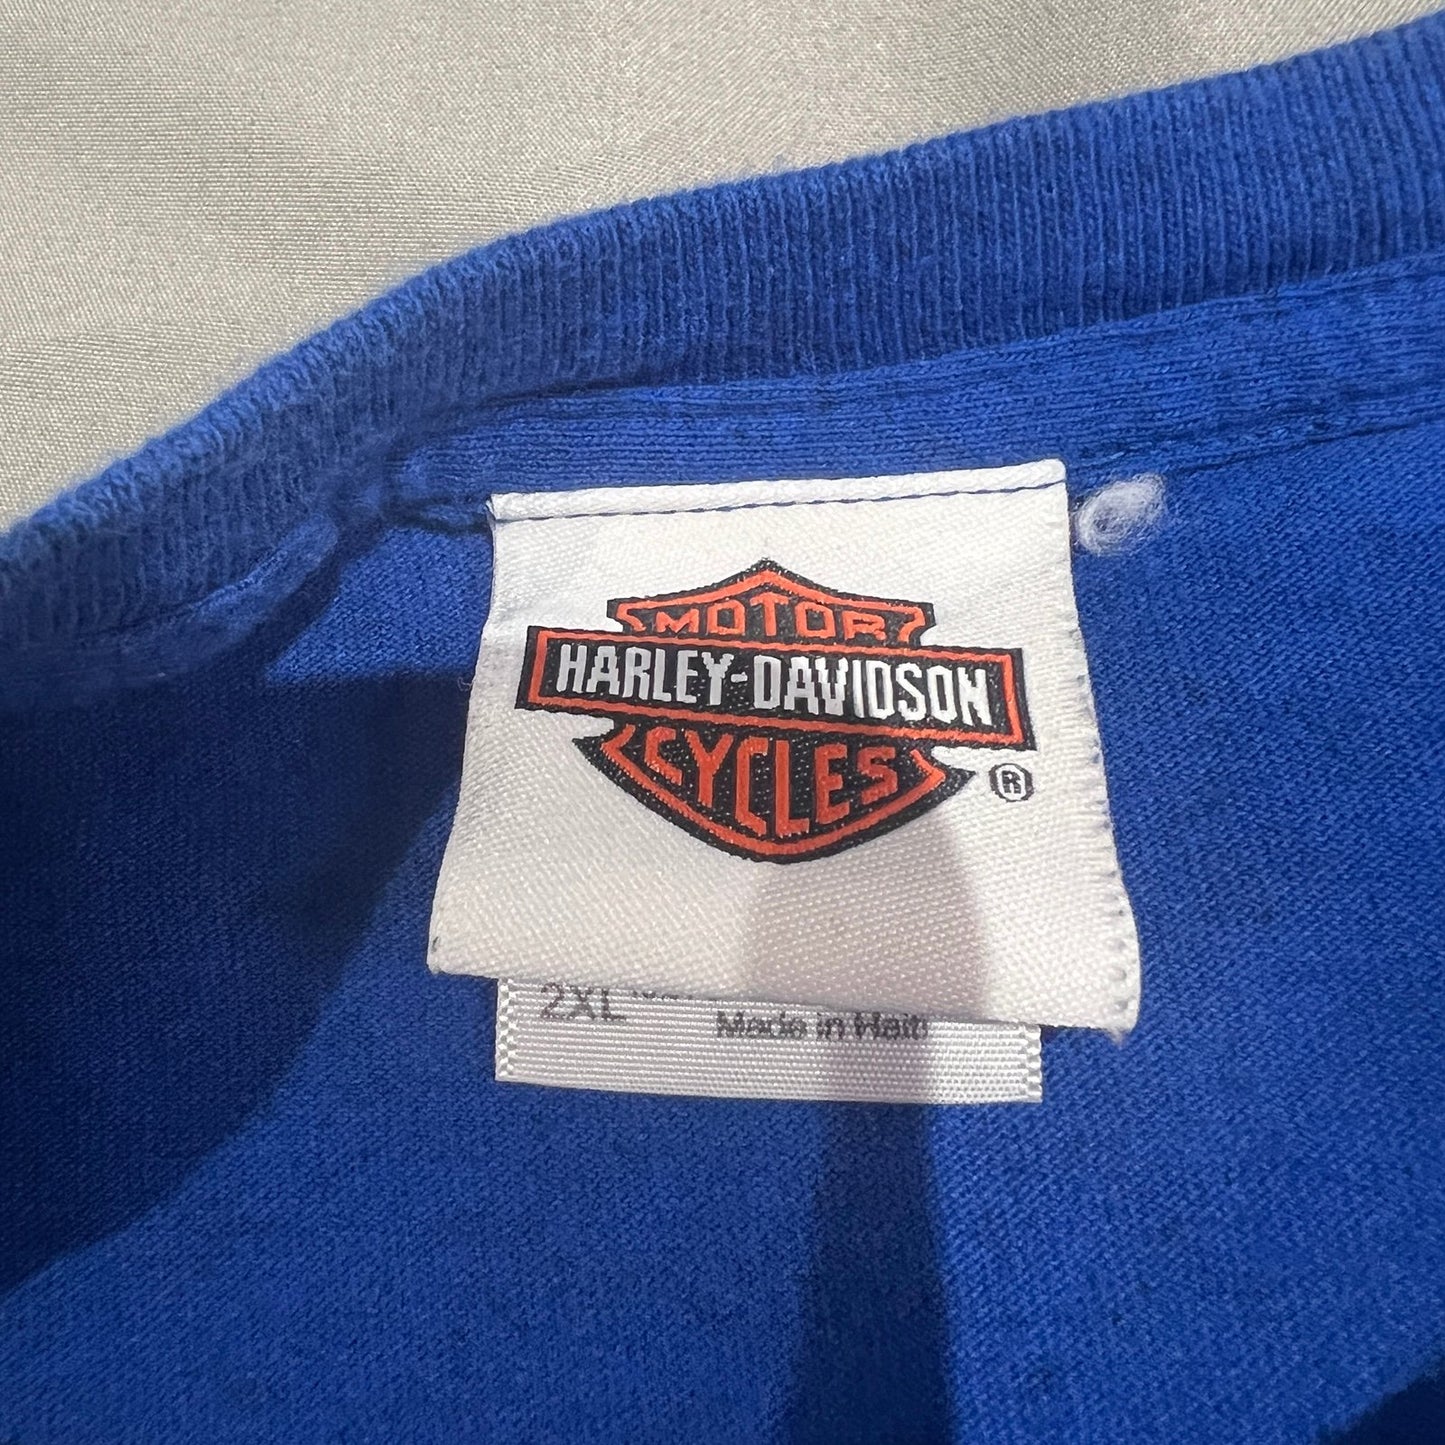 MOTOR
HARLEY-DAVIDSON
CYCLES
®
2XL
Made in Haiti